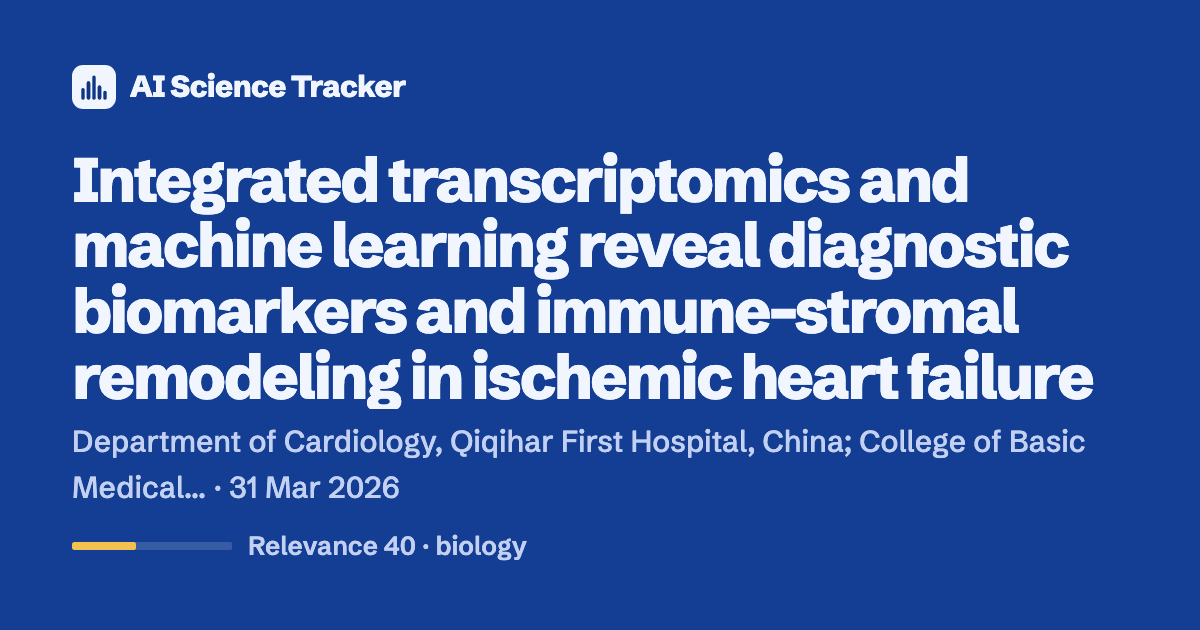 AI Science Tracker
Integrated transcriptomics and
machine learning reveal diagnostic
biomarkers and immune-stromal
remodeling in ischemic heart failure
Department of Cardiology, Qiqihar First Hospital, China; College of Basic
Medical... · 31 Mar 2026
Relevance 40 · biology